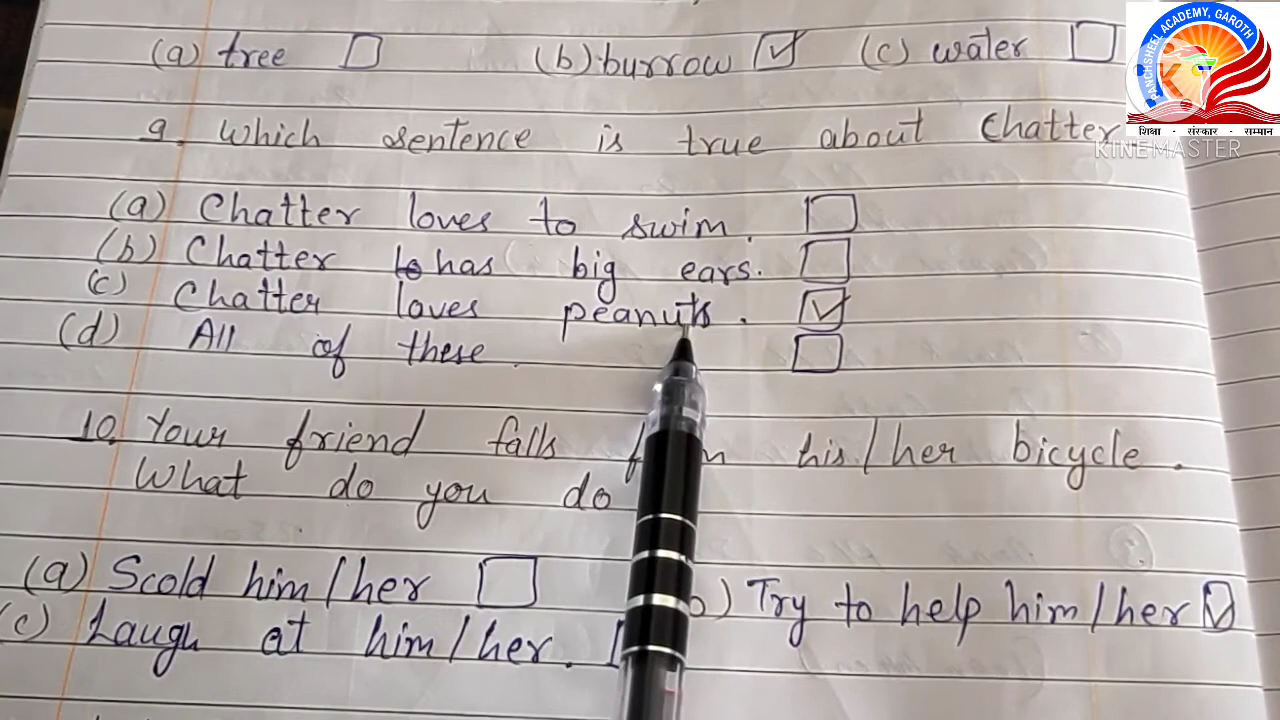 PANCHSHEEL ACADEMY, GAROTH
शिक्षा · संस्कार · सम्मान
KINEMASTER
(a) tree (b) burrow (c) water
9. Which sentence is true about Chatter
(a) Chatter loves to swim.
(b) Chatter has big ears.
(c) Chatter loves peanuts.
(d) All of these.
10. Your friend falls his/her bicycle.
What do you do
(a) Scold him/her ) Try to help him/her
(c) Laugh at him/her.